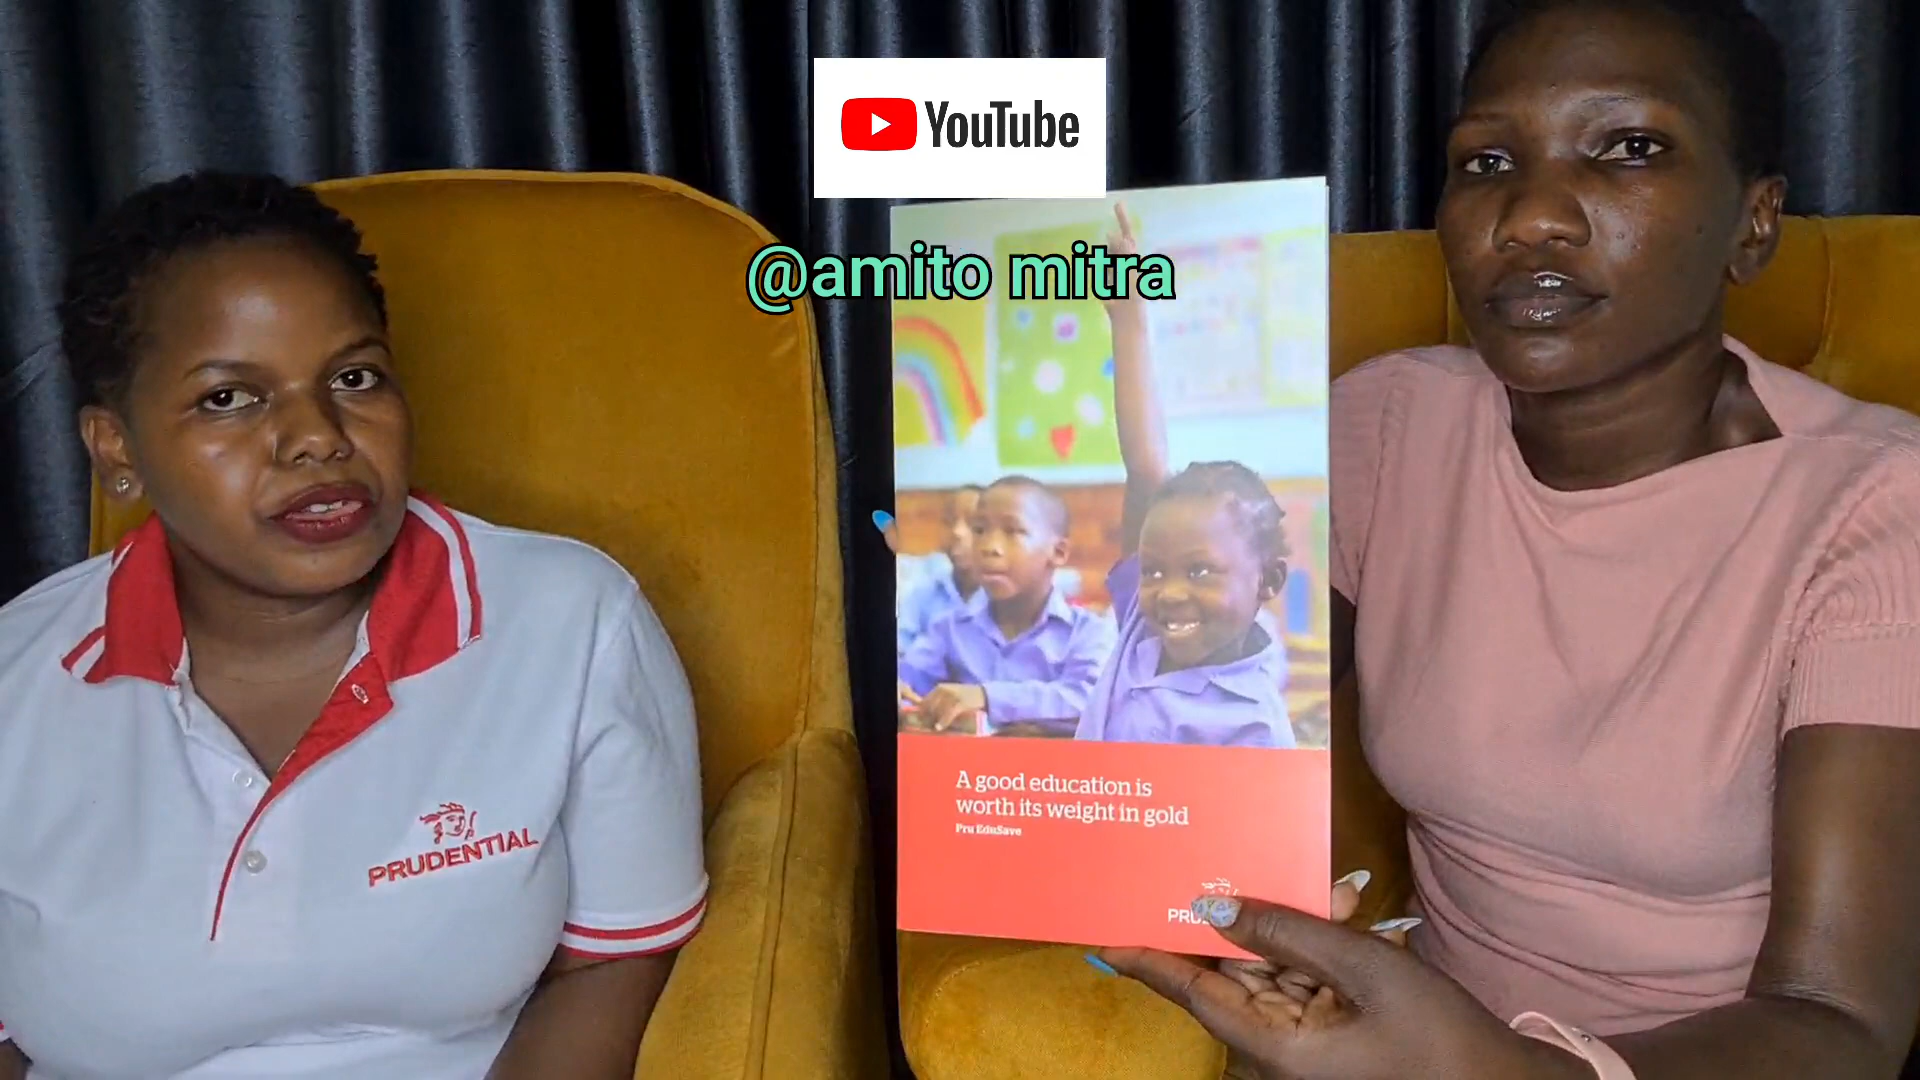 YouTube
@amito mitra
A good education is
worth its weight in gold
Pru EduSave
PRUDENTIAL